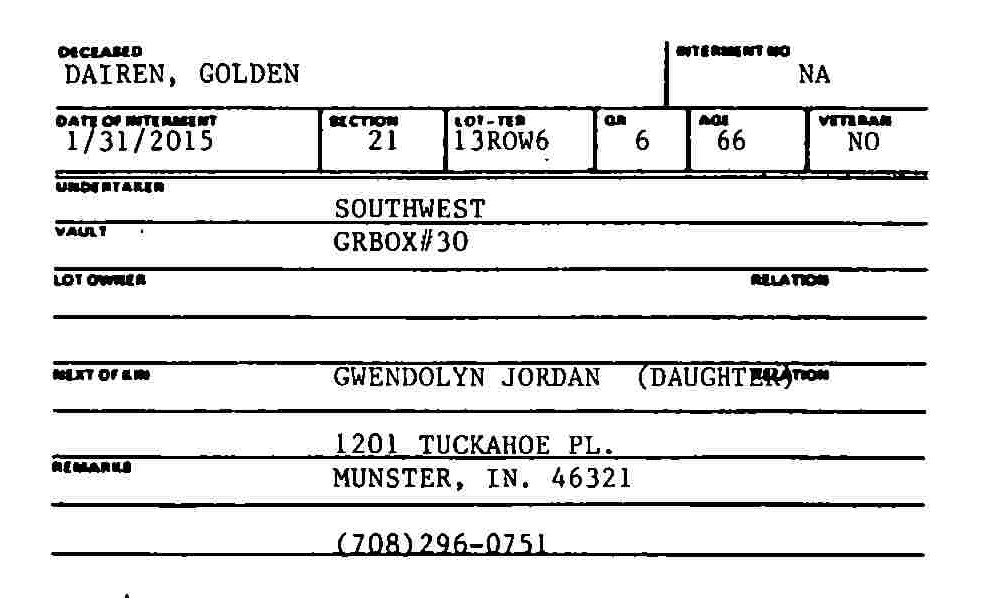 DECEASED INTERMENT NO
DAIREN, GOLDEN NA
DATE OF INTERMENT SECTION LOT-TER GR AGE VETERAN
1/31/2015 21 13ROW6 6 66 NO
UNDERTAKER
SOUTHWEST
VAULT GRBOX#30
LOT OWNER RELATION
NEXT OF KIN GWENDOLYN JORDAN (DAUGHTER) RELATION
1201 TUCKAHOE PL.
REMARKS
MUNSTER, IN. 46321
(708)296-0751